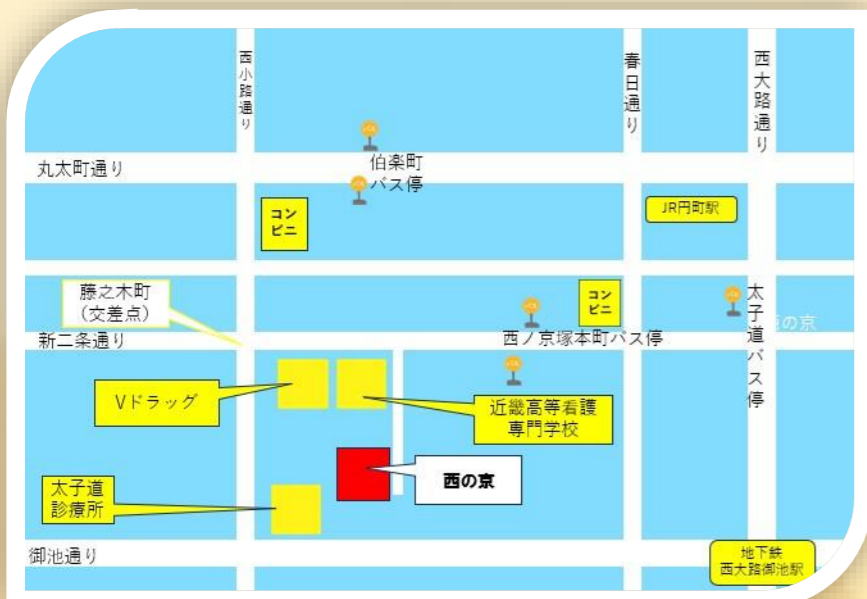 西小路通り
春日通り
西大路通り
丸太町通り
伯楽町
バス停
コン
ビニ
JR円町駅
藤之木町
(交差点)
コン
ビニ
太子道バス停
西の京
新二条通り
西ノ京塚本町バス停
Vドラッグ
近畿高等看護
専門学校
西の京
太子道
診療所
御池通り
地下鉄
西大路御池駅